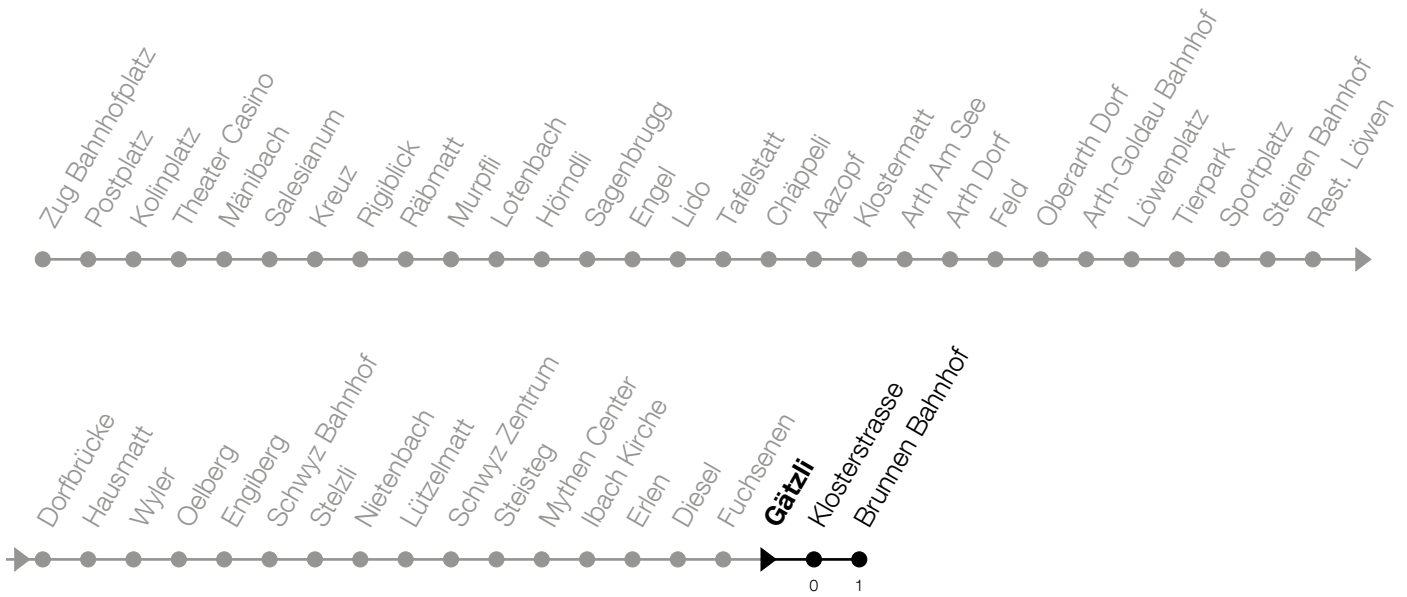 Zug Bahnhofplatz
Postplatz
Kolinplatz
Theater Casino
Mänibach
Salesianum
Kreuz
Rigiblick
Räbmatt
Murpfli
Lotenbach
Hörndli
Sagenbrugg
Engel
Lido
Tafelstatt
Chäppeli
Aazopf
Klostermatt
Arth Am See
Arth Dorf
Feld
Oberarth Dorf
Arth-Goldau Bahnhof
Löwenplatz
Tierpark
Sportplatz
Steinen Bahnhof
Rest. Löwen
Dorfbrücke
Hausmatt
Wyler
Oelberg
Engiberg
Schwyz Bahnhof
Stelzli
Nietenbach
Lützelmatt
Schwyz Zentrum
Steisteg
Mythen Center
Ibach Kirche
Erlen
Diesel
Fuchsenen
Gätzli
Klosterstrasse
Brunnen Bahnhof
0
1